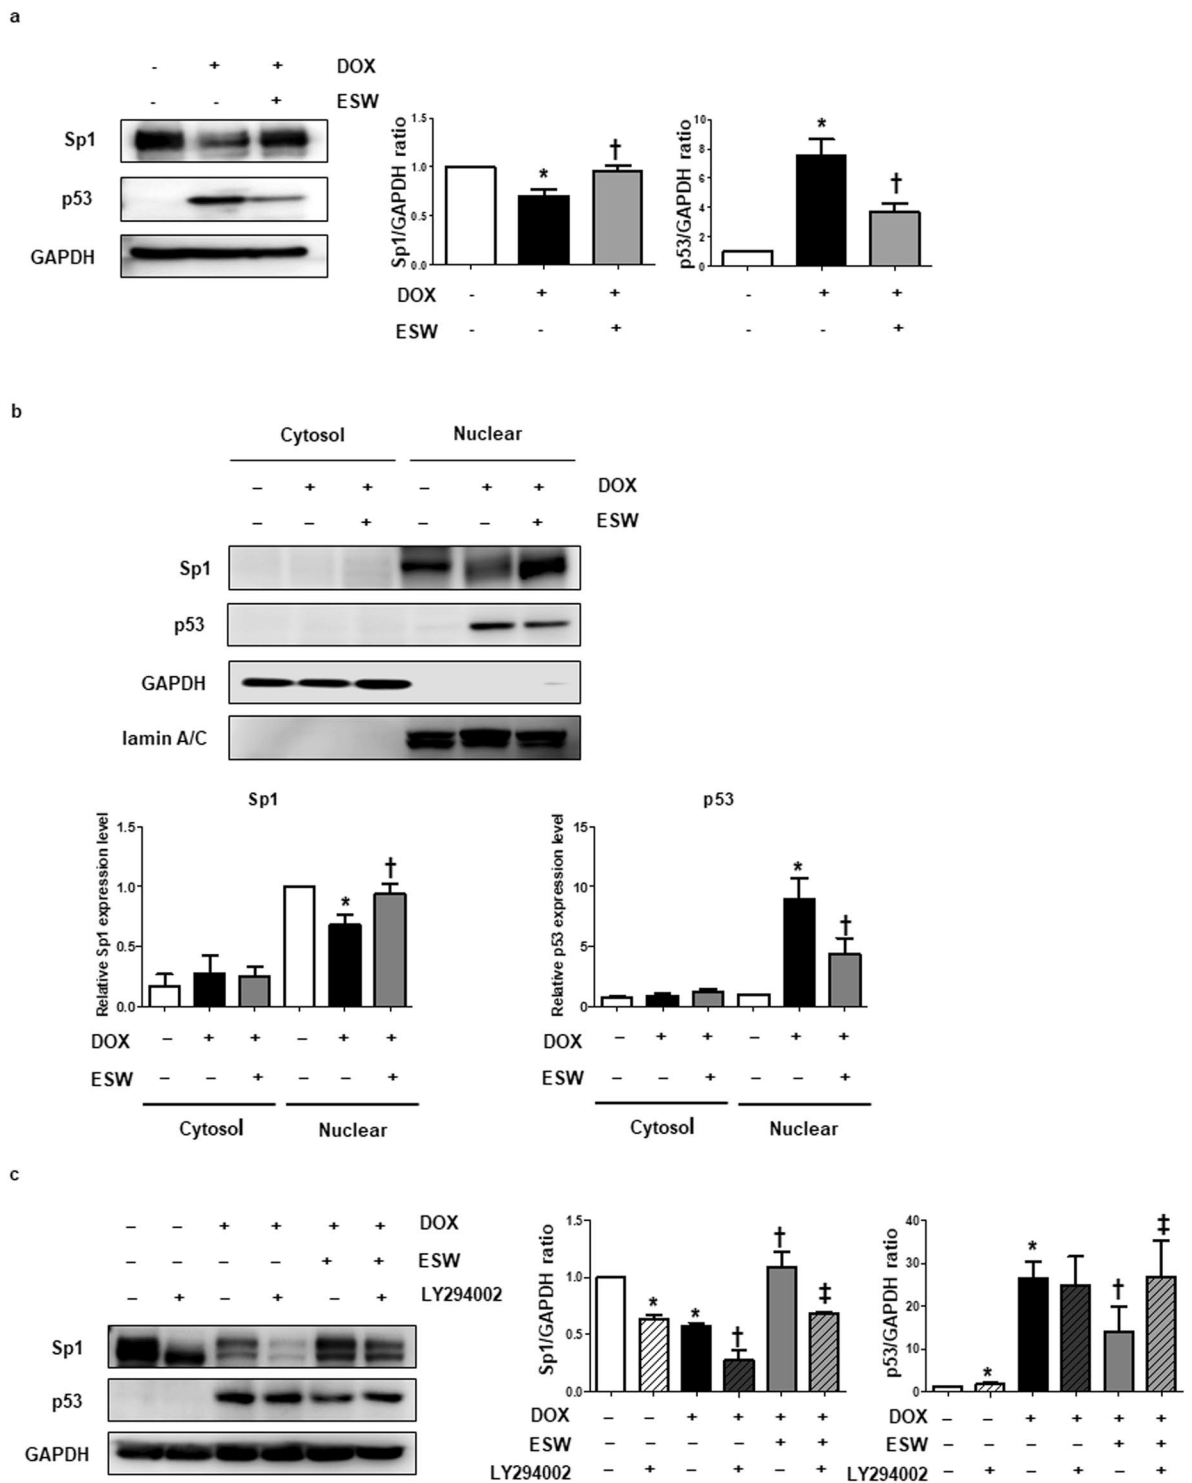 a
- + + DOX
- - + ESW
Sp1
p53
GAPDH
Sp1/GAPDH ratio
1.5
1.0
0.5
0.0
* †
DOX - + +
ESW - - +
p53/GAPDH ratio
10
8
6
4
2
0
* †
- + +
- - +
b
Cytosol Nuclear
– + + – + + DOX
– – + – – + ESW
Sp1
p53
GAPDH
lamin A/C
Sp1
Relative Sp1 expression level
1.5
1.0
0.5
0.0
* †
DOX – + + – + +
ESW – – + – – +
Cytosol Nuclear
p53
Relative p53 expression level
15
10
5
0
* †
DOX – + + – + +
ESW – – + – – +
Cytosol Nuclear
c
– – + + + + DOX
– – – – + + ESW
– + – + – + LY294002
Sp1
p53
GAPDH
Sp1/GAPDH ratio
1.5
1.0
0.5
0.0
* * † † ‡
DOX – – + + + +
ESW – – – – + +
LY294002 – + – + – +
p53/GAPDH ratio
40
30
20
10
0
* * † ‡
DOX – – + + + +
ESW – – – – + +
LY294002 – + – + – +